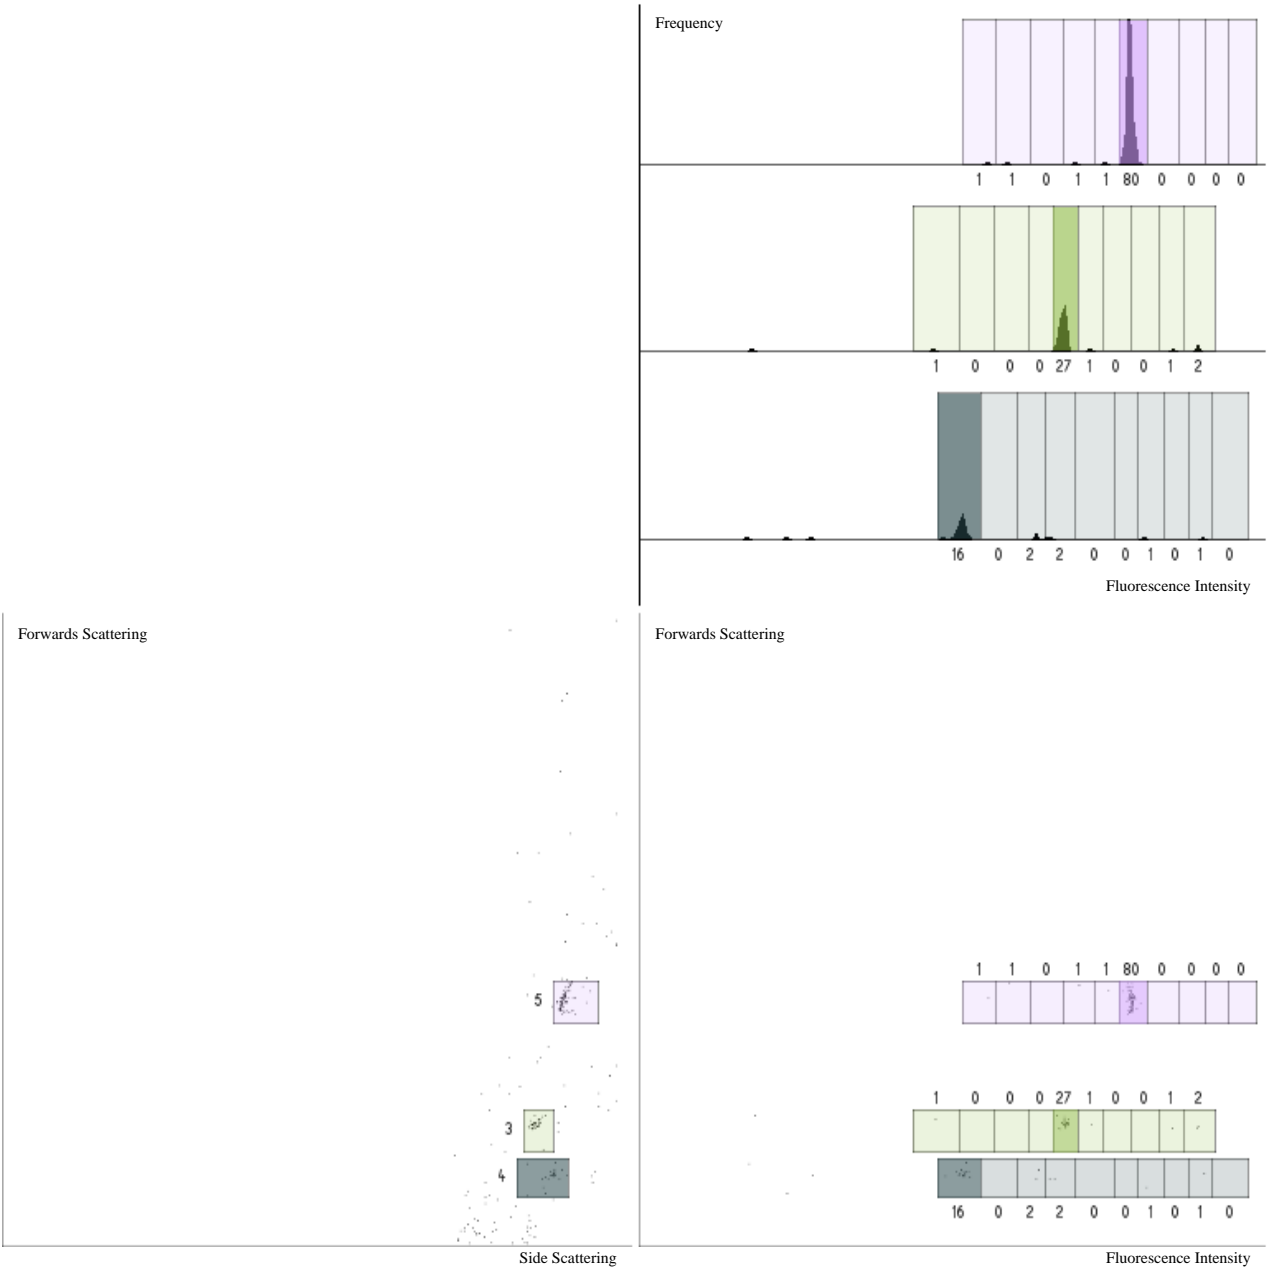 Frequency
1 1 0 1 1 80 0 0 0 0
1 0 0 0 27 1 0 0 1 2
16 0 2 2 0 0 1 0 1 0
Fluorescence Intensity
Forwards Scattering
5
3
4
Side Scattering
Forwards Scattering
1 1 0 1 1 80 0 0 0 0
1 0 0 0 27 1 0 0 1 2
16 0 2 2 0 0 1 0 1 0
Fluorescence Intensity